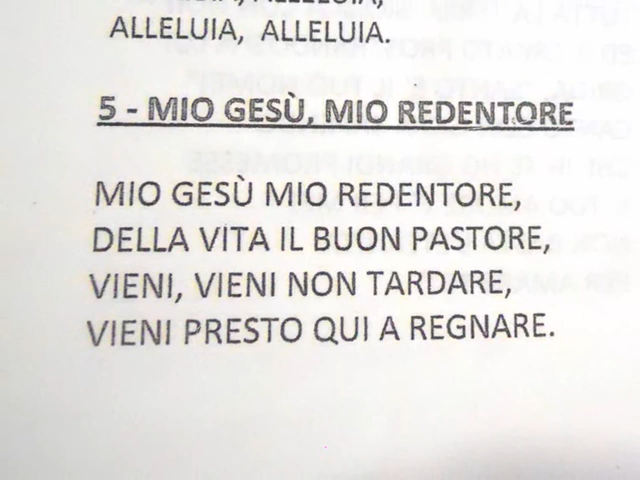 ALLELUIA, ALLELUIA.
5 - MIO GESÙ, MIO REDENTORE
MIO GESÙ MIO REDENTORE,
DELLA VITA IL BUON PASTORE,
VIENI, VIENI NON TARDARE,
VIENI PRESTO QUI A REGNARE.